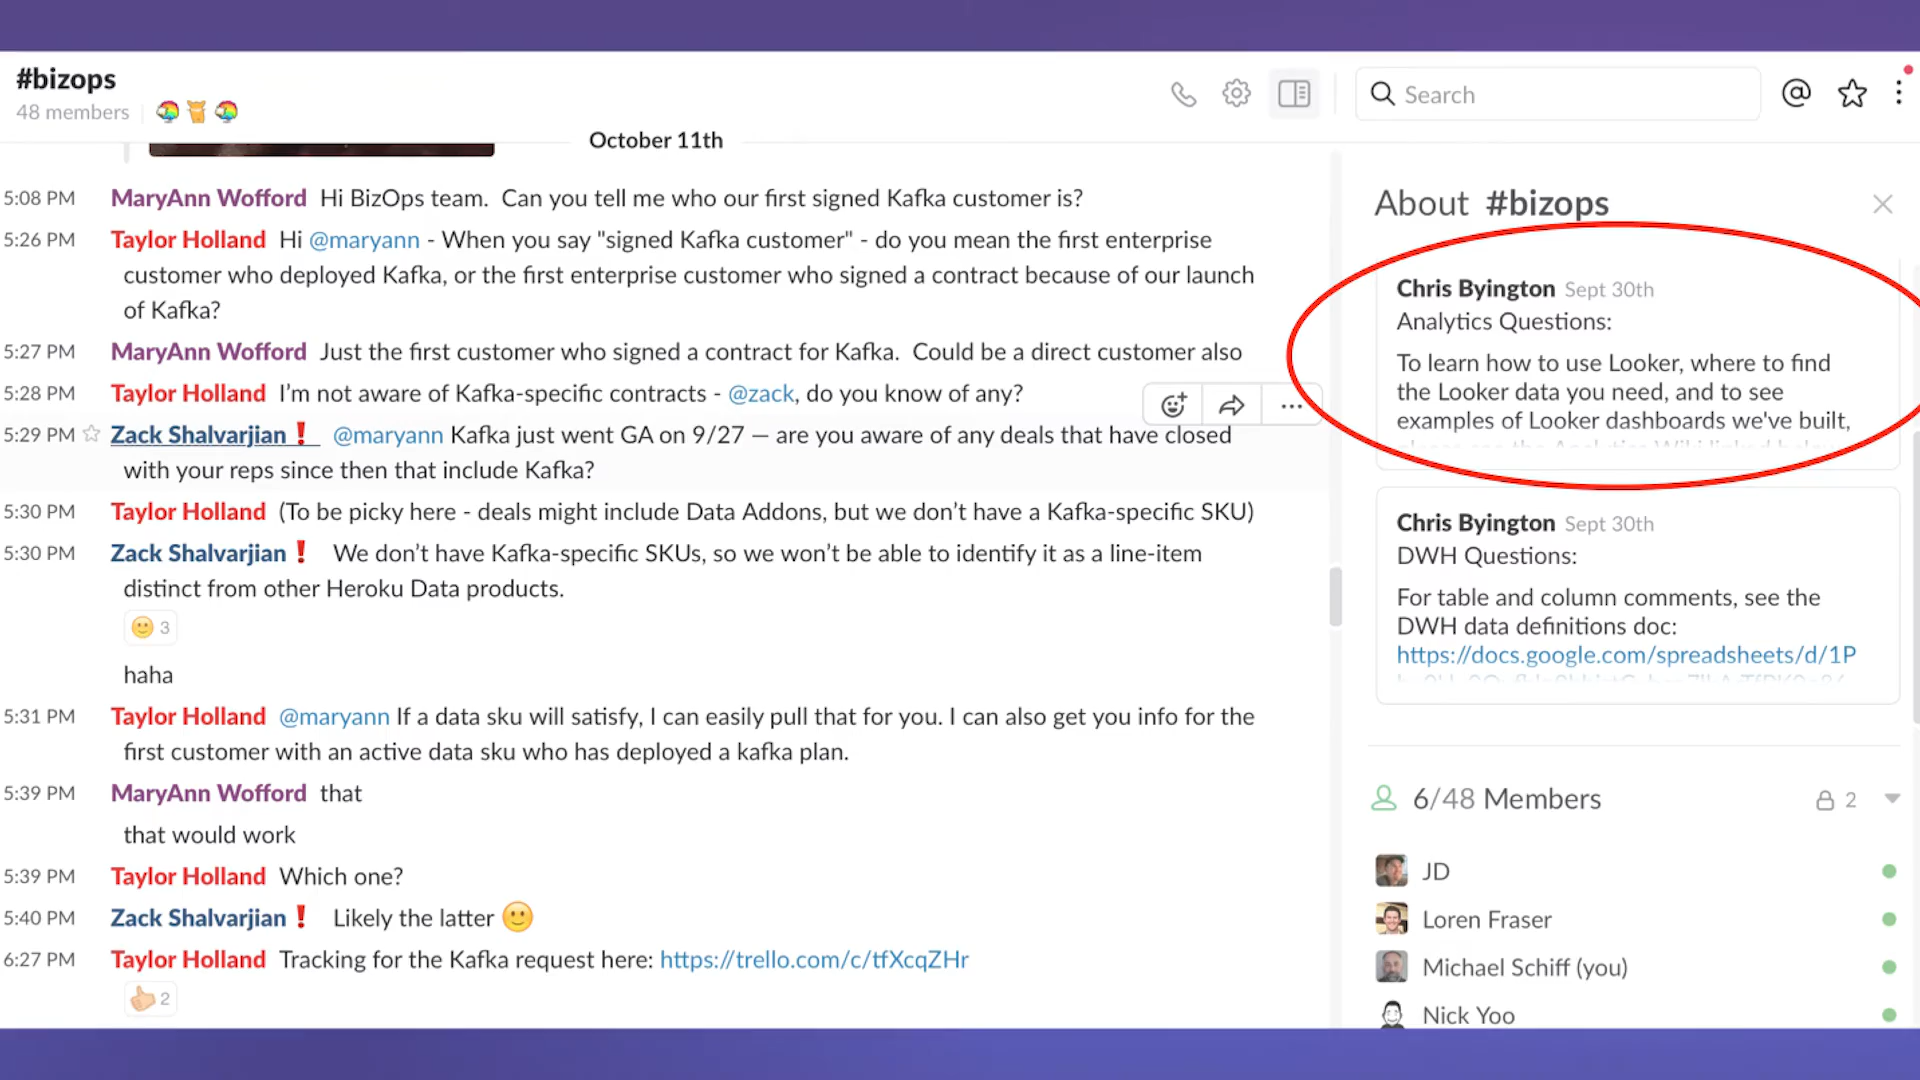 #bizops
48 members
Search
October 11th
5:08 PM MaryAnn Wofford Hi BizOps team. Can you tell me who our first signed Kafka customer is?
5:26 PM Taylor Holland Hi @maryann - When you say "signed Kafka customer" - do you mean the first enterprise
customer who deployed Kafka, or the first enterprise customer who signed a contract because of our launch
of Kafka?
5:27 PM MaryAnn Wofford Just the first customer who signed a contract for Kafka. Could be a direct customer also
5:28 PM Taylor Holland I'm not aware of Kafka-specific contracts - @zack, do you know of any?
5:29 PM Zack Shalvarjian❗ @maryann Kafka just went GA on 9/27 — are you aware of any deals that have closed
with your reps since then that include Kafka?
5:30 PM Taylor Holland (To be picky here - deals might include Data Addons, but we don't have a Kafka-specific SKU)
5:30 PM Zack Shalvarjian❗ We don't have Kafka-specific SKUs, so we won't be able to identify it as a line-item
distinct from other Heroku Data products.
🙂 3
haha
5:31 PM Taylor Holland @maryann If a data sku will satisfy, I can easily pull that for you. I can also get you info for the
first customer with an active data sku who has deployed a kafka plan.
5:39 PM MaryAnn Wofford that
that would work
5:39 PM Taylor Holland Which one?
5:40 PM Zack Shalvarjian❗ Likely the latter 🙂
6:27 PM Taylor Holland Tracking for the Kafka request here: https://trello.com/c/tfXcqZHr
👍 2
About #bizops
Chris Byington Sept 30th
Analytics Questions:
To learn how to use Looker, where to find
the Looker data you need, and to see
examples of Looker dashboards we've built,
please see the Analytics Wiki linked below
Chris Byington Sept 30th
DWH Questions:
For table and column comments, see the
DWH data definitions doc:
https://docs.google.com/spreadsheets/d/1P
6/48 Members
2
JD
Loren Fraser
Michael Schiff (you)
Nick Yoo